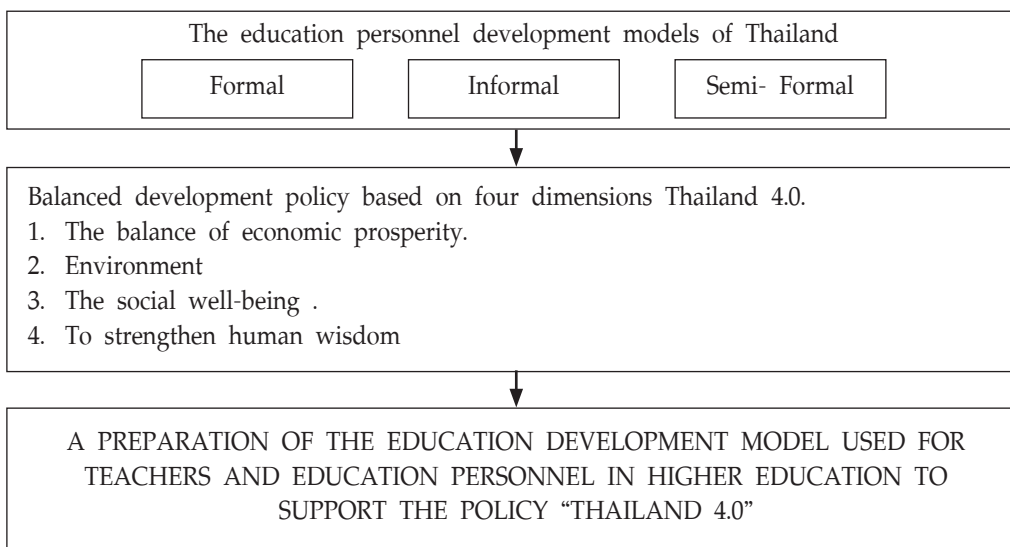 The education personnel development models of Thailand
Formal
Informal
Semi- Formal
Balanced development policy based on four dimensions Thailand 4.0.
1. The balance of economic prosperity.
2. Environment
3. The social well-being .
4. To strengthen human wisdom
A PREPARATION OF THE EDUCATION DEVELOPMENT MODEL USED FOR
TEACHERS AND EDUCATION PERSONNEL IN HIGHER EDUCATION TO
SUPPORT THE POLICY “THAILAND 4.0”